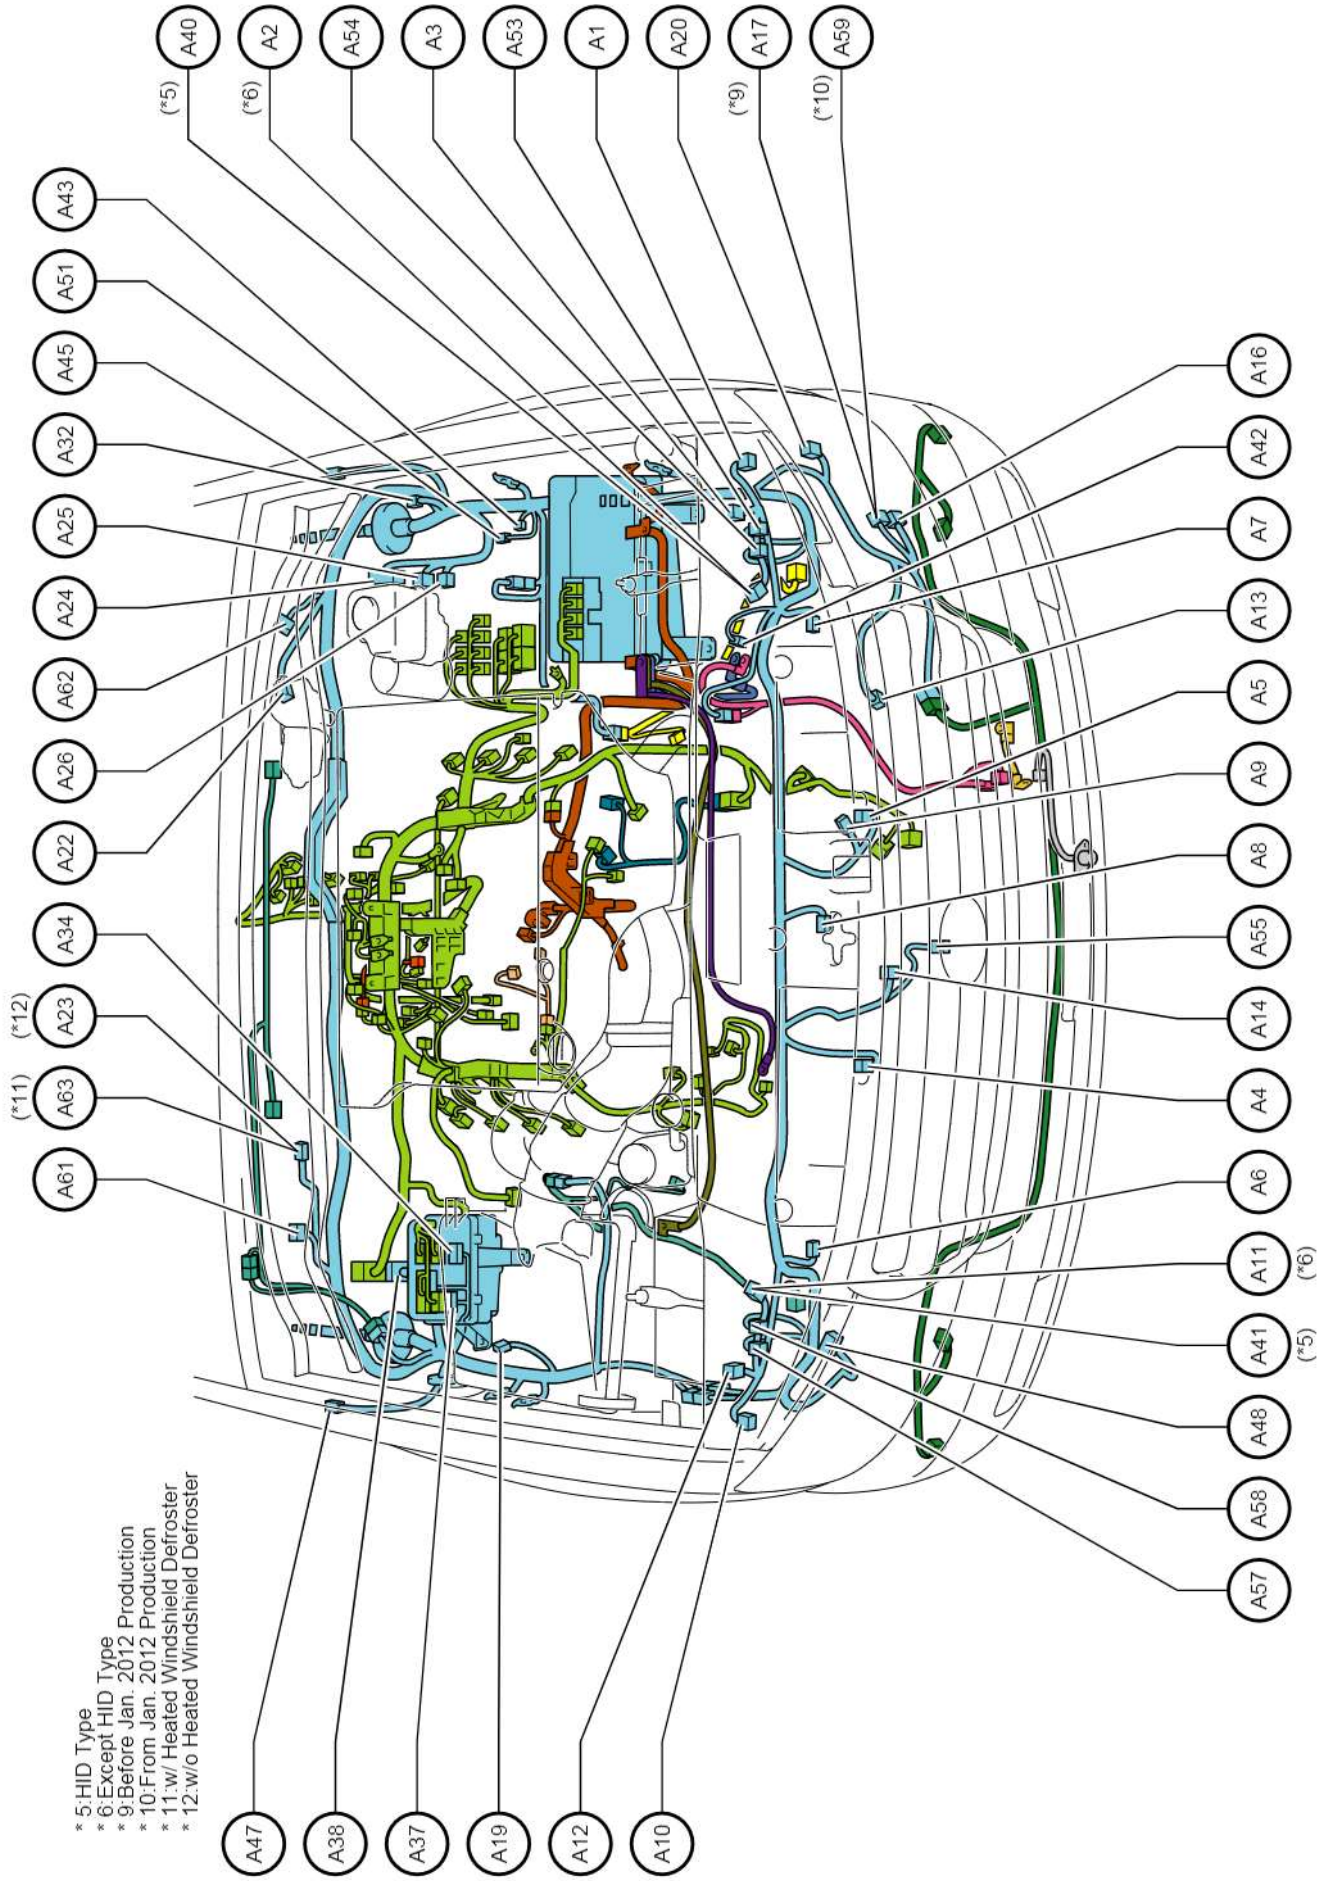 * 5:HID Type
* 6:Except HID Type
* 9:Before Jan. 2012 Production
* 10:From Jan. 2012 Production
* 11:w/ Heated Windshield Defroster
* 12:w/o Heated Windshield Defroster
A47
A38
A37
A19
A12
A10
A61
(*11)
A63
(*12)
A23
A34
A22
A26
A62
A24
A25
A32
A45
A51
A43
(*5)
A40
(*6)
A2
A54
A3
A53
A1
A20
(*9)
A17
(*10)
A59
A57
A58
A48
A41
(*5)
A11
(*6)
A6
A4
A14
A55
A8
A9
A5
A13
A7
A42
A16